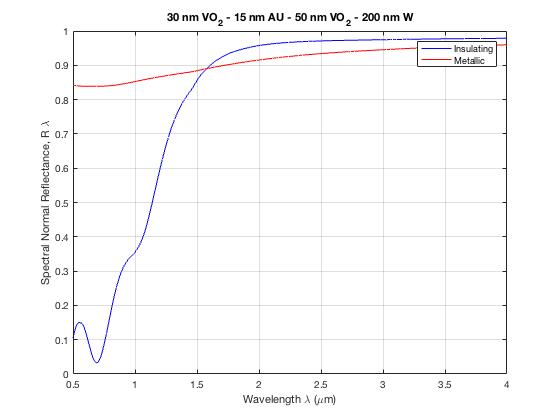 30 nm VO2 - 15 nm AU - 50 nm VO2 - 200 nm W
Spectral Normal Reflectance, R λ
1
0.9
0.8
0.7
0.6
0.5
0.4
0.3
0.2
0.1
0
Insulating
Metallic
0.5 1 1.5 2 2.5 3 3.5 4
Wavelength λ (μm)